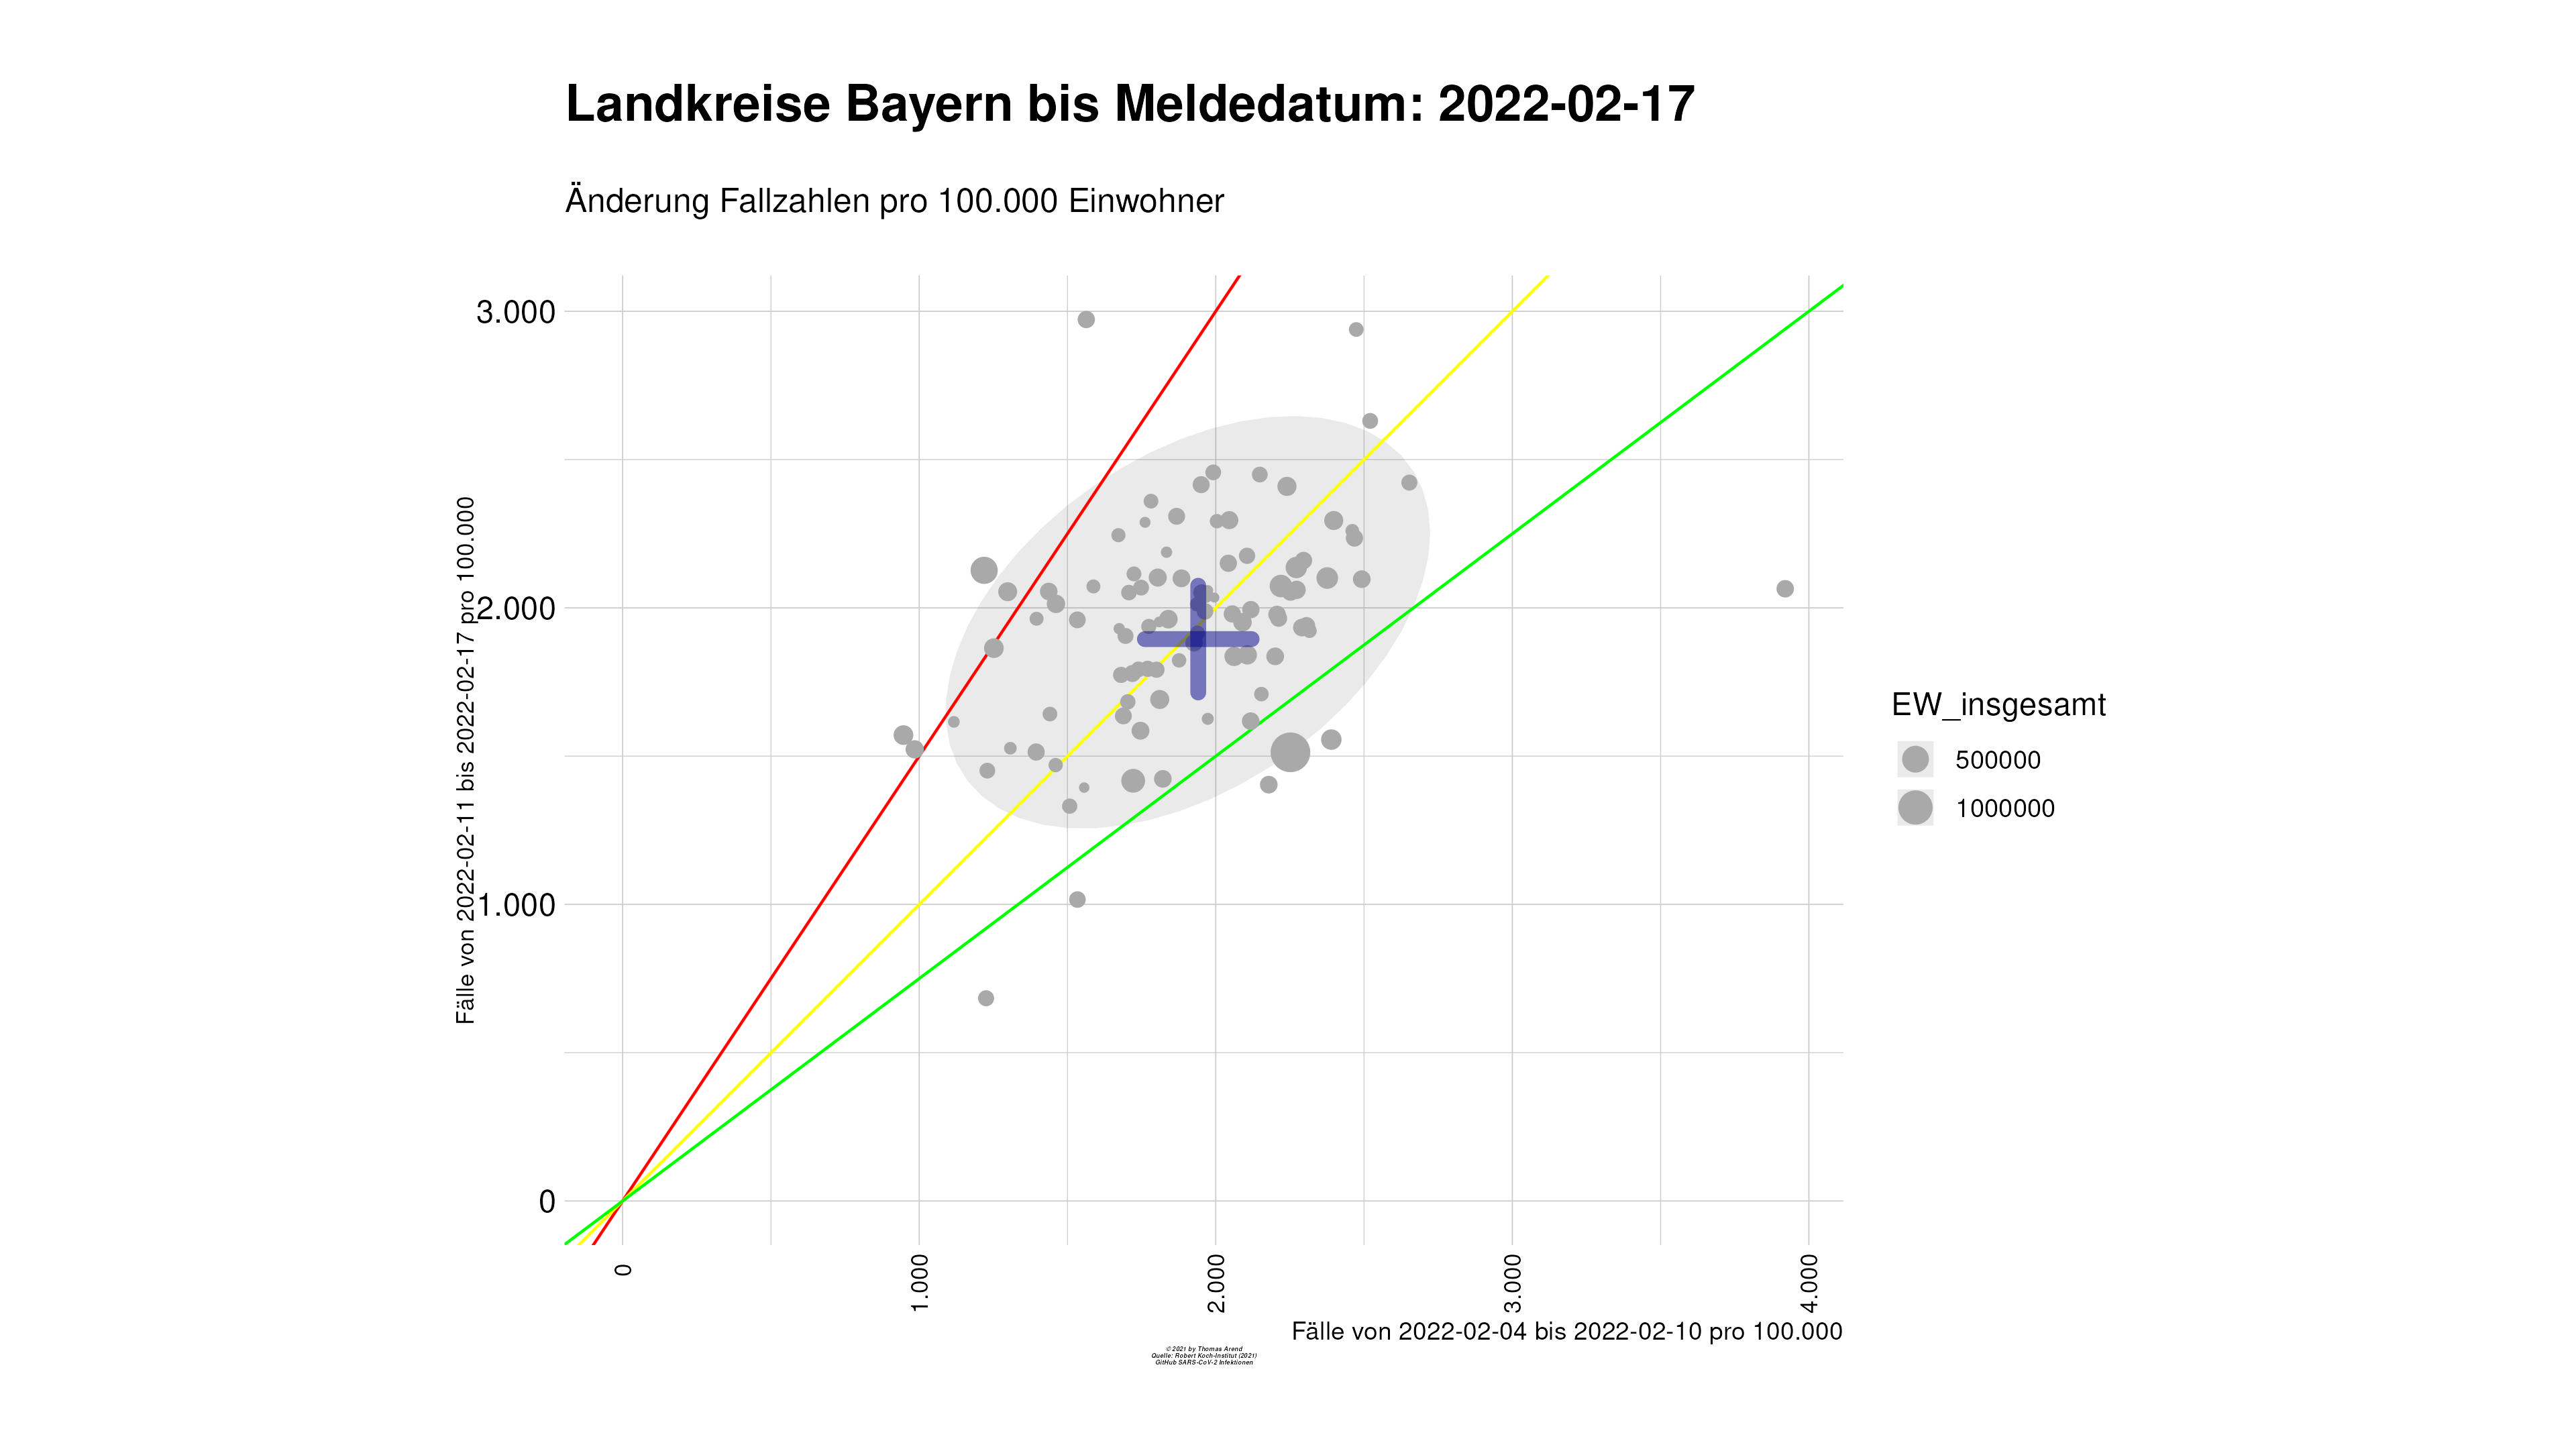 Landkreise Bayern bis Meldedatum: 2022-02-17
Änderung Fallzahlen pro 100.000 Einwohner
Fälle von 2022-02-11 bis 2022-02-17 pro 100.000
3.000
2.000
1.000
0
0
1.000
2.000
3.000
4.000
Fälle von 2022-02-04 bis 2022-02-10 pro 100.000
EW_insgesamt
500000
1000000
© 2021 by Thomas Arend
Quelle: Robert Koch-Institut (2021)
GitHub SARS-CoV-2 Infektionen